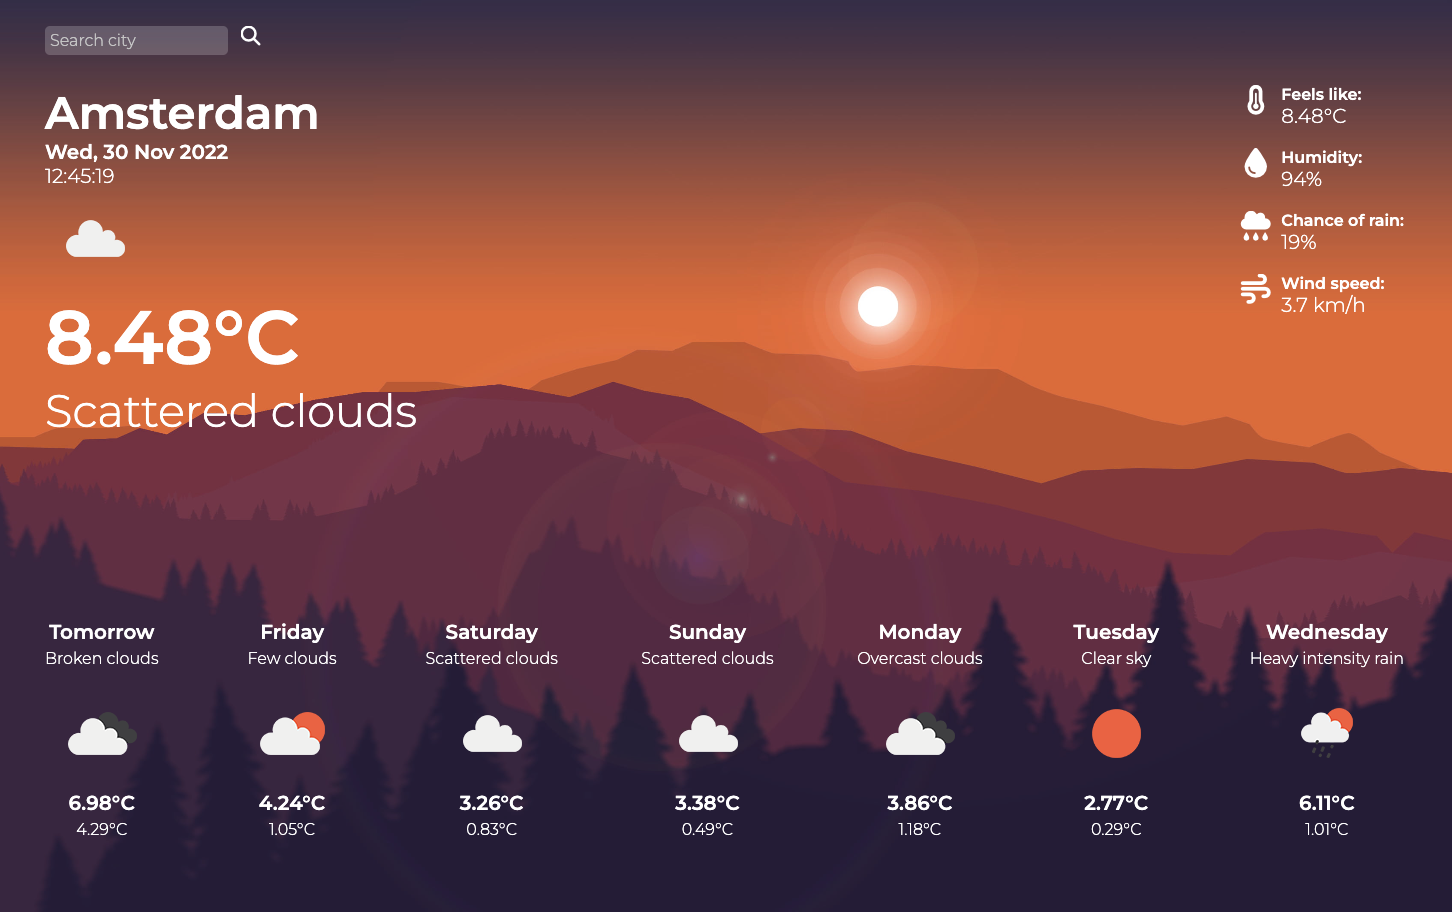 Search city
Amsterdam
Wed, 30 Nov 2022
12:45:19
8.48°C
Scattered clouds
Feels like:
8.48°C
Humidity:
94%
Chance of rain:
19%
Wind speed:
3.7 km/h
Tomorrow
Broken clouds
6.98°C
4.29°C
Friday
Few clouds
4.24°C
1.05°C
Saturday
Scattered clouds
3.26°C
0.83°C
Sunday
Scattered clouds
3.38°C
0.49°C
Monday
Overcast clouds
3.86°C
1.18°C
Tuesday
Clear sky
2.77°C
0.29°C
Wednesday
Heavy intensity rain
6.11°C
1.01°C